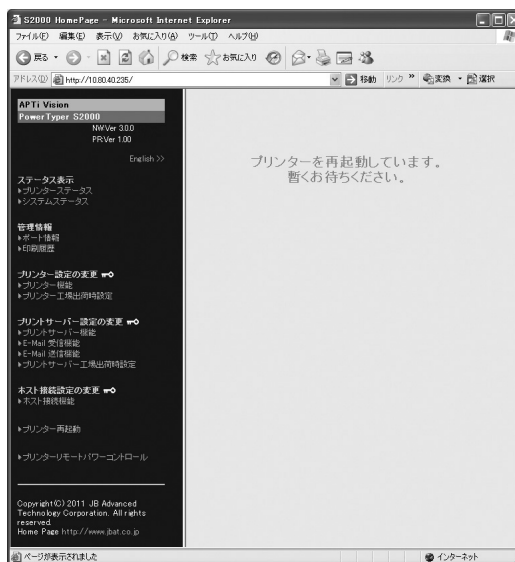 S2000 HomePage - Microsoft Internet Explorer
ファイル(F) 編集(E) 表示(V) お気に入り(A) ツール(T) ヘルプ(H)
戻る 検索 お気に入り
アドレス(D) http://10.80.40.235/ 移動 リンク » 変換 選択
APTi Vision
PowerTyper S2000
NW.Ver 3.0.0
PR.Ver 1.00
English >>
ステータス表示
プリンターステータス
システムステータス
管理情報
ポート情報
印刷履歴
プリンター設定の変更
プリンター機能
プリンター工場出荷時設定
プリントサーバー設定の変更
プリントサーバー機能
E-Mail 受信機能
E-Mail 送信機能
プリントサーバー工場出荷時設定
ホスト接続設定の変更
ホスト接続機能
プリンター再起動
プリンターリモートパワーコントロール
Copyright(C) 2011 JB Advanced
Technology Corporation. All rights
reserved.
Home Page http://www.jbat.co.jp
プリンターを再起動しています。
暫くお待ちください。
ページが表示されました インターネット